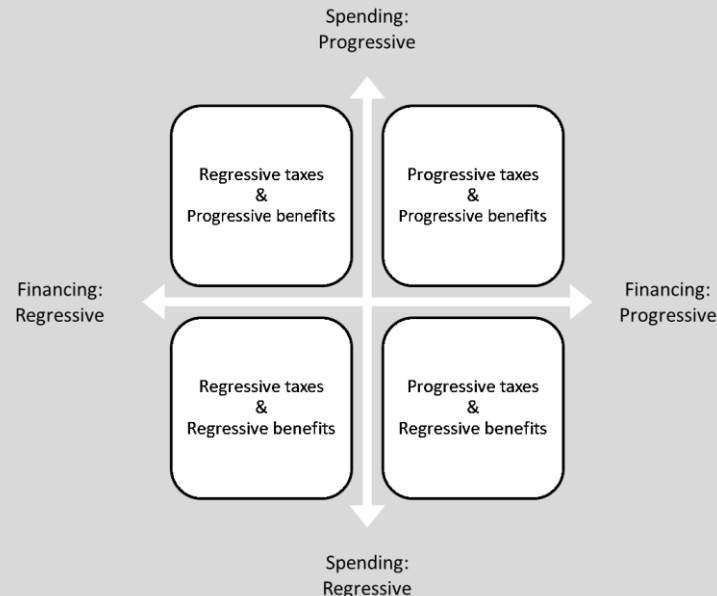 Spending:
Progressive
Regressive taxes
&
Progressive benefits
Progressive taxes
&
Progressive benefits
Financing:
Regressive
Financing:
Progressive
Regressive taxes
&
Regressive benefits
Progressive taxes
&
Regressive benefits
Spending:
Regressive